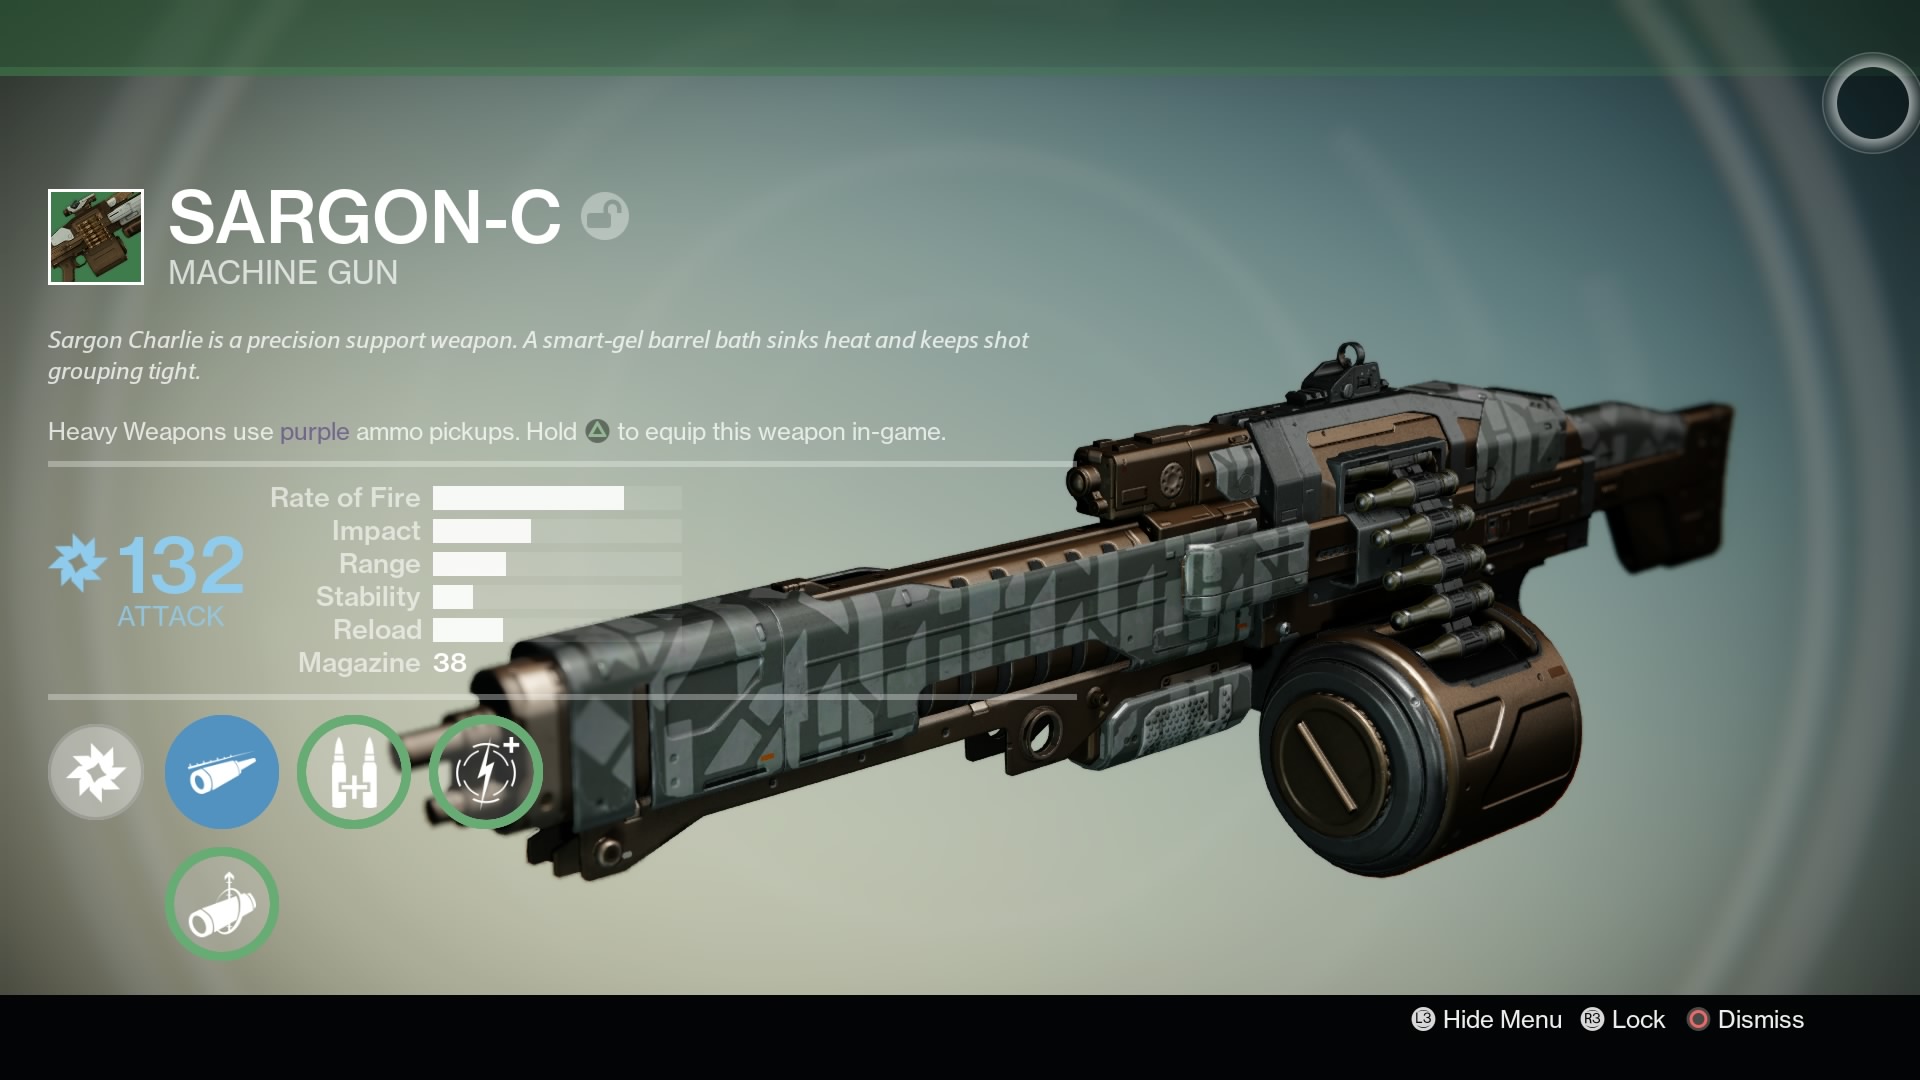 SARGON-C
MACHINE GUN
Sargon Charlie is a precision support weapon. A smart-gel barrel bath sinks heat and keeps shot
grouping tight.
Heavy Weapons use purple ammo pickups. Hold to equip this weapon in-game.
132
ATTACK
Rate of Fire
Impact
Range
Stability
Reload
Magazine 38
L3 Hide Menu R3 Lock Dismiss